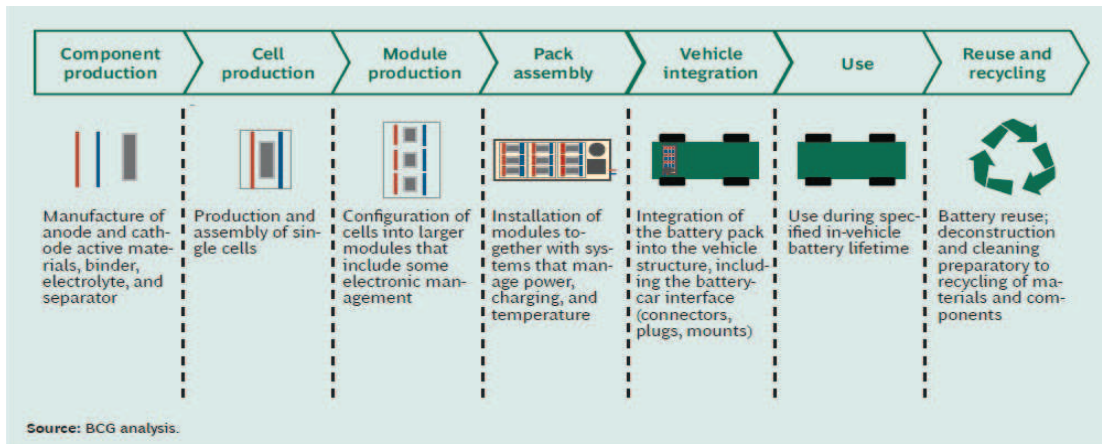 Component
production
Cell
production
Module
production
Pack
assembly
Vehicle
integration
Use
Reuse and
recycling
Manufacture of
anode and cath-
ode active mate-
rials, binder,
electrolyte, and
separator
Production and
assembly of sin-
gle cells
Configuration of
cells into larger
modules that
include some
electronic man-
agement
Installation of
modules to-
gether with sys-
tems that man-
age power,
charging, and
temperature
Integration of
the battery pack
into the vehicle
structure, includ-
ing the battery-
car interface
(connectors,
plugs, mounts)
Use during spec-
ified in-vehicle
battery lifetime
Battery reuse;
deconstruction
and cleaning
preparatory to
recycling of ma-
terials and com-
ponents
Source: BCG analysis.